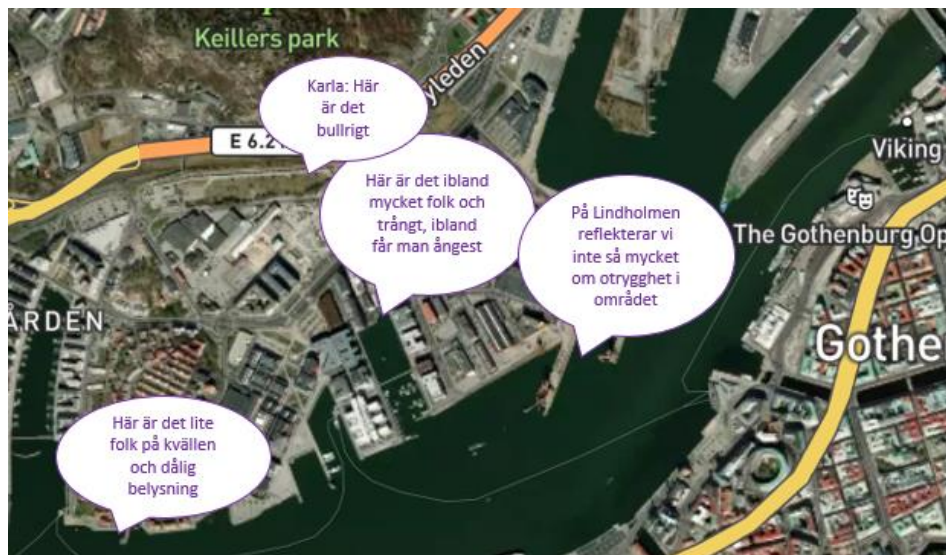 Keillers park
yleden
E 6.21
Karla: Här
är det
bullrigt
Här är det ibland
mycket folk och
trångt, ibland
får man ångest
På Lindholmen
reflekterar vi
inte så mycket
om otrygghet i
området
Viking
The Gothenburg Op
Gothe
ÅRDEN
Här är det lite
folk på kvällen
och dålig
belysning